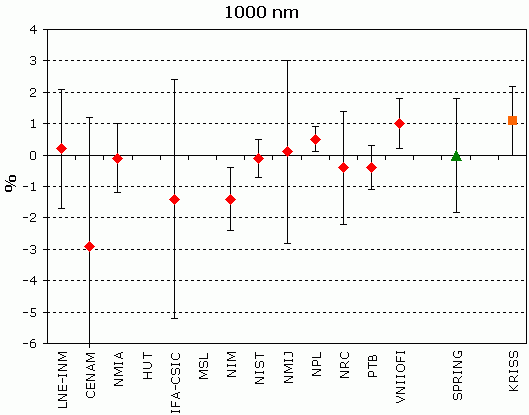 1000 nm
4
3
2
1
0
-1
-2
-3
-4
-5
-6
%
LNE-INM
CENAM
NMIA
HUT
IFA-CSIC
MSL
NIM
NIST
NMIJ
NPL
NRC
PTB
VNIIOFI
SPRING
KRISS